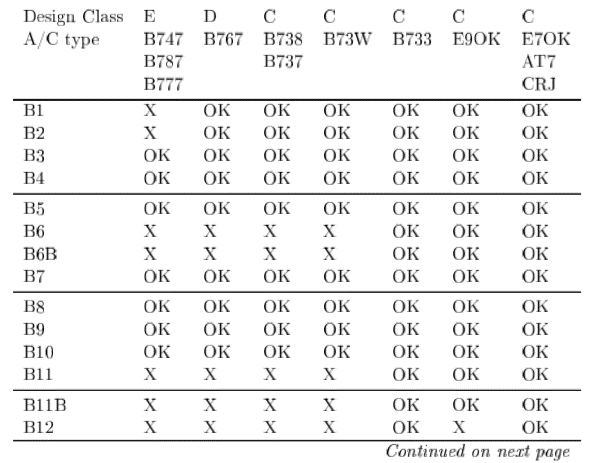 Design Class E D C C C C C
A/C type B747 B767 B738 B73W B733 E9OK E7OK
B787 B737 AT7
B777 CRJ
B1 X OK OK OK OK OK OK
B2 X OK OK OK OK OK OK
B3 OK OK OK OK OK OK OK
B4 OK OK OK OK OK OK OK
B5 OK OK OK OK OK OK OK
B6 X X X X OK OK OK
B6B X X X X OK OK OK
B7 OK OK OK OK OK OK OK
B8 OK OK OK OK OK OK OK
B9 OK OK OK OK OK OK OK
B10 OK OK OK OK OK OK OK
B11 X X X X OK OK OK
B11B X X X X OK OK OK
B12 X X X X OK X OK
Continued on next page